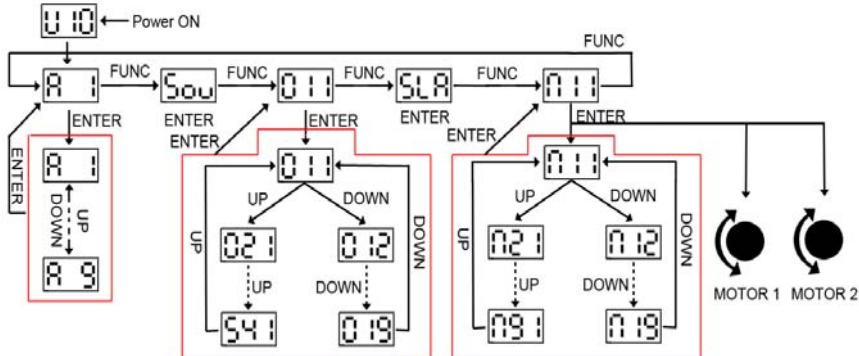 U10 Power ON
FUNC
A 1 FUNC Sou FUNC 011 FUNC SLA FUNC n11
ENTER ENTER ENTER ENTER ENTER ENTER ENTER
ENTER
A 1 011 n11
UP DOWN UP DOWN UP DOWN
021 012 n21 n12
UP DOWN UP DOWN UP DOWN UP DOWN
A 9 S41 019 n91 n19
MOTOR 1 MOTOR 2